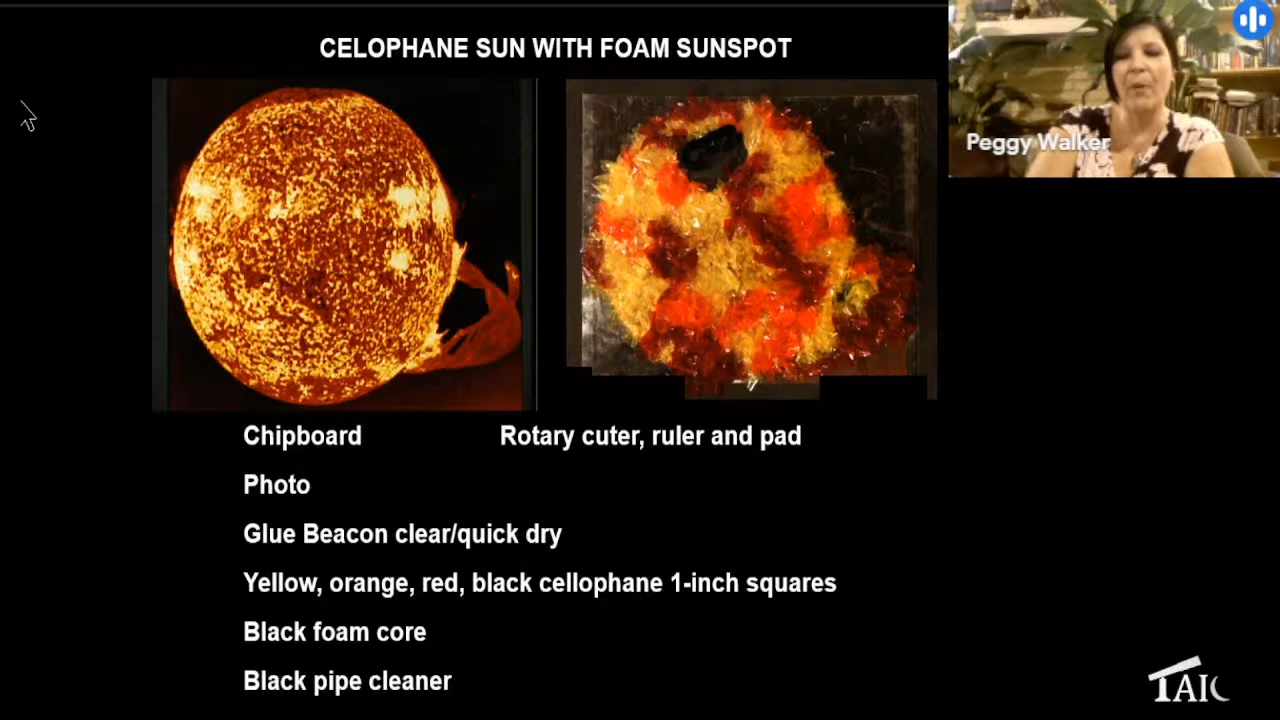 CELOPHANE SUN WITH FOAM SUNSPOT
Peggy Walker
Chipboard
Rotary cuter, ruler and pad
Photo
Glue Beacon clear/quick dry
Yellow, orange, red, black cellophane 1-inch squares
Black foam core
Black pipe cleaner
TAIC